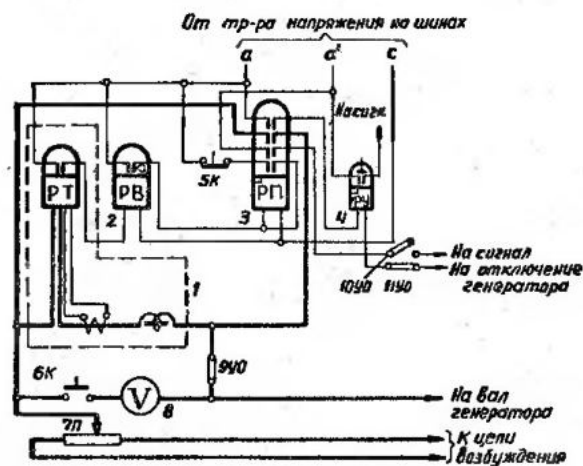 От тр-ра напряжения на шинах
а а' с
На сигн.
РТ РВ РП РУ
5К
2 3 4
10УО 11УО
На сигнал
На отключение генератора
1
9УО
6К
V
8
На вал генератора
7П
К цепи возбуждения